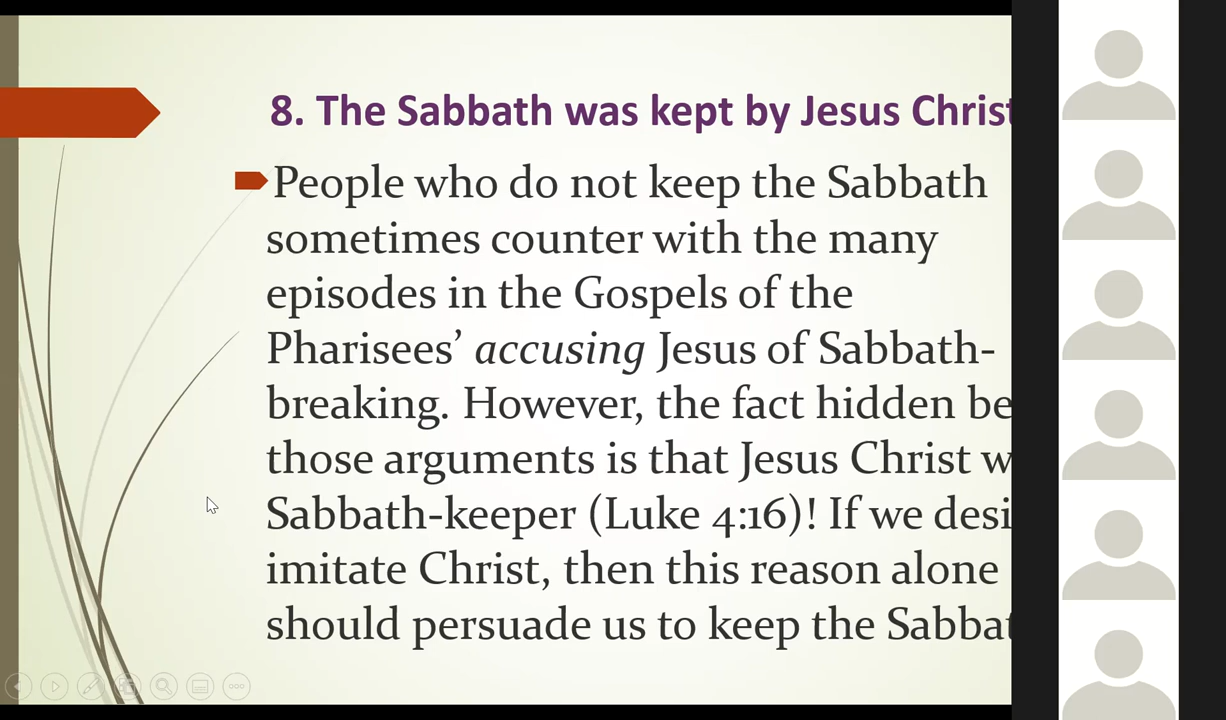 8. The Sabbath was kept by Jesus Christ
People who do not keep the Sabbath
sometimes counter with the many
episodes in the Gospels of the
Pharisees’ accusing Jesus of Sabbath-
breaking. However, the fact hidden be
those arguments is that Jesus Christ w
Sabbath-keeper (Luke 4:16)! If we desi
imitate Christ, then this reason alone
should persuade us to keep the Sabbat